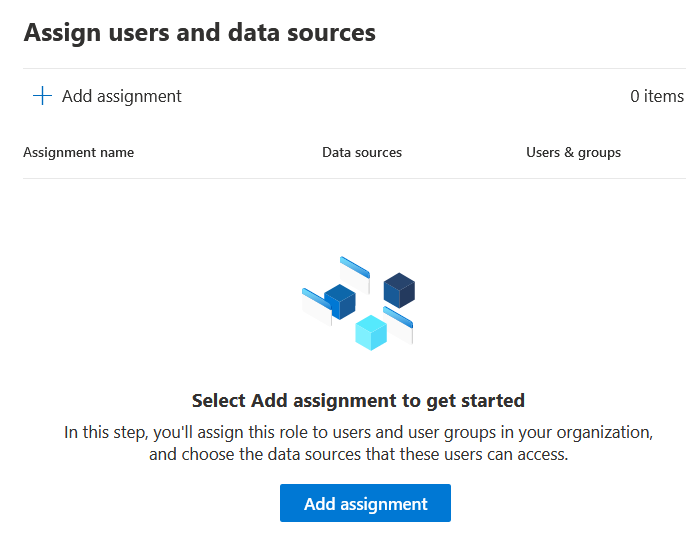 Assign users and data sources
Add assignment
0 items
Assignment name
Data sources
Users & groups
Select Add assignment to get started
In this step, you'll assign this role to users and user groups in your organization,
and choose the data sources that these users can access.
Add assignment